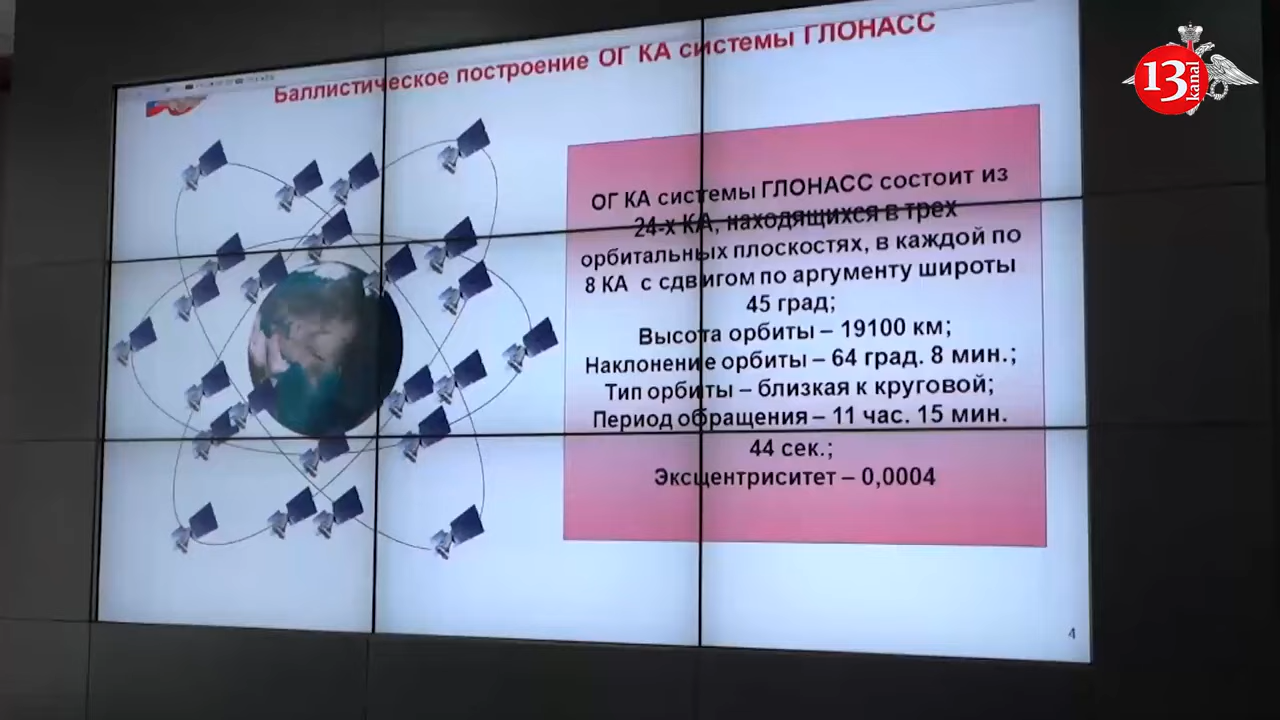 Баллистическое построение ОГ КА системы ГЛОНАСС
13
kanal
ОГ КА системы ГЛОНАСС состоит из
24-х КА, находящихся в трех
орбитальных плоскостях, в каждой по
8 КА с сдвигом по аргументу широты
45 град;
Высота орбиты – 19100 км;
Наклонение орбиты – 64 град. 8 мин.;
Тип орбиты – близкая к круговой;
Период обращения – 11 час. 15 мин.
44 сек.;
Эксцентриситет – 0,0004
4